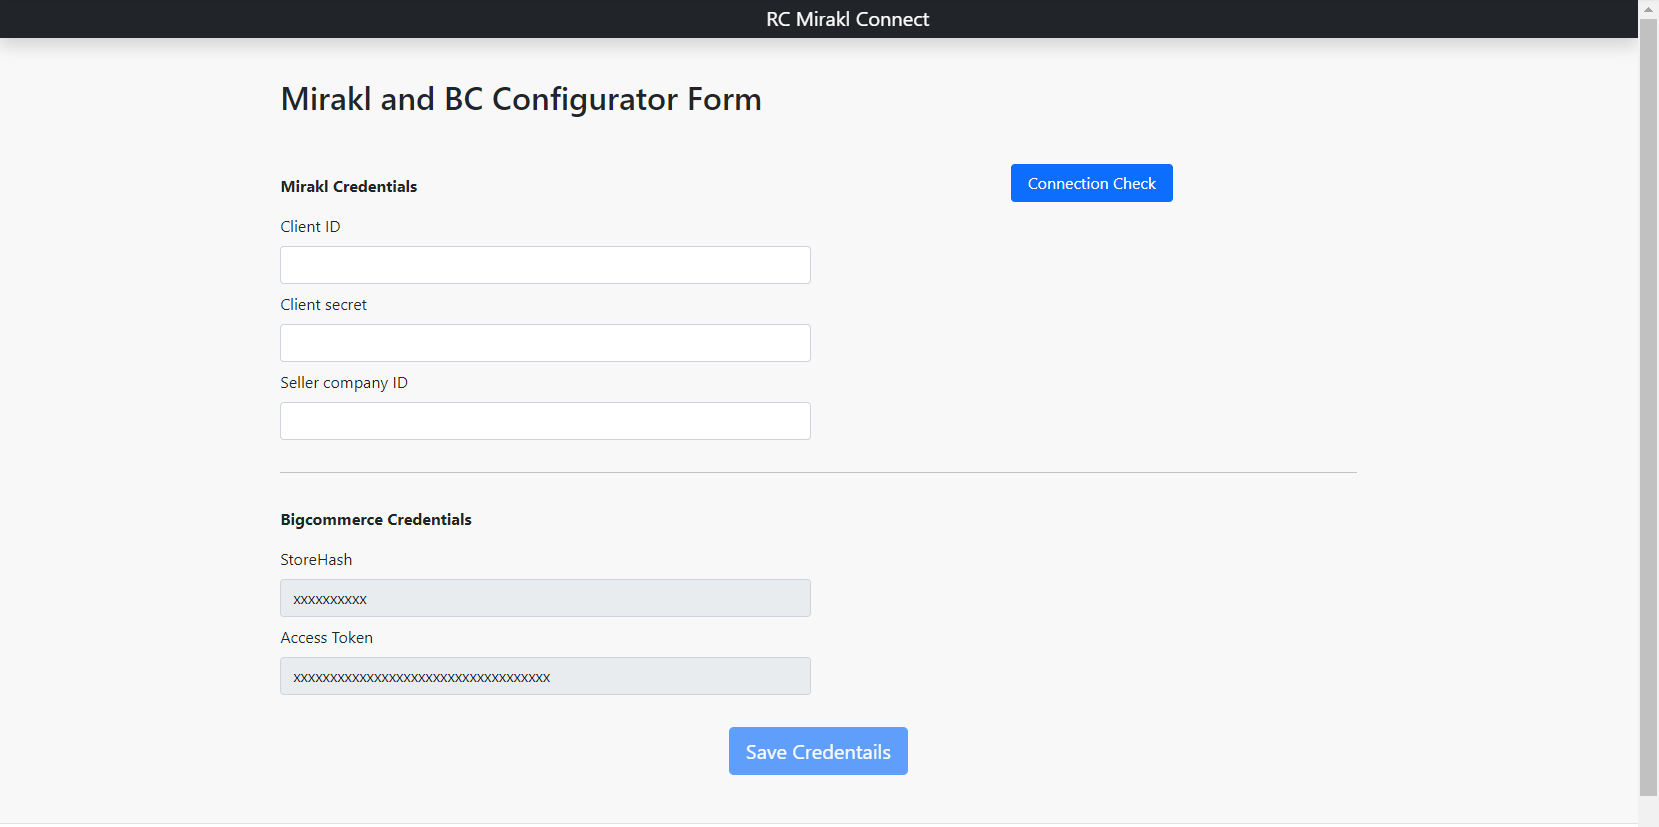 RC Mirakl Connect
Mirakl and BC Configurator Form
Mirakl Credentials
Connection Check
Client ID
Client secret
Seller company ID
Bigcommerce Credentials
StoreHash
xxxxxxxxxx
Access Token
xxxxxxxxxxxxxxxxxxxxxxxxxxxxxxxxxxx
Save Credentails